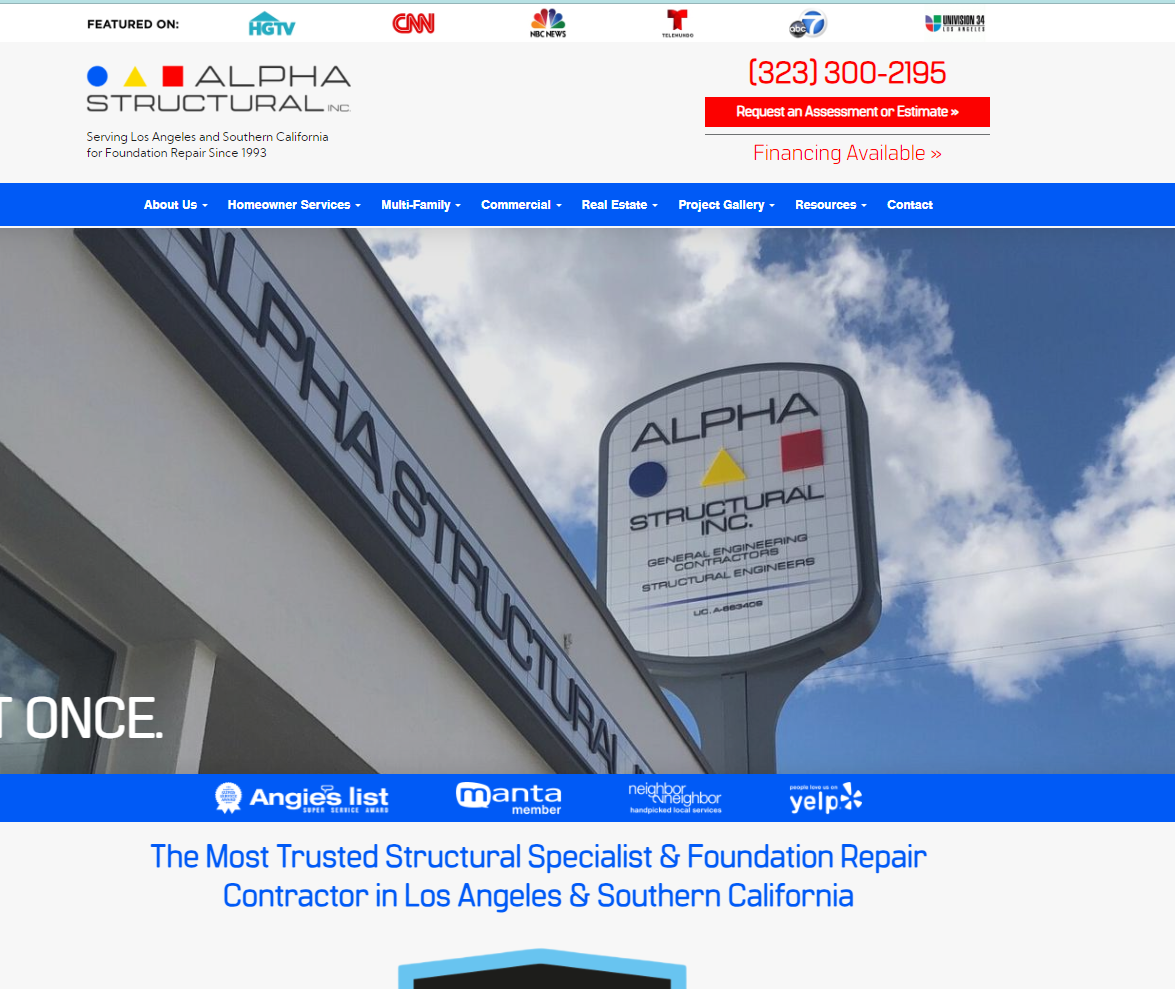 FEATURED ON:
HGTV
CNN
NBC NEWS
T
TELEMUNDO
abc 7
UNIVISION 34
LOS ANGELES
ALPHA
STRUCTURAL INC.
Serving Los Angeles and Southern California
for Foundation Repair Since 1993
(323) 300-2195
Request an Assessment or Estimate »
Financing Available »
About Us
Homeowner Services
Multi-Family
Commercial
Real Estate
Project Gallery
Resources
Contact
ALPHA STRUCTURAL
ALPHA
STRUCTURAL
INC.
GENERAL ENGINEERING
CONTRACTORS
STRUCTURAL ENGINEERS
LIC. A-663409
T ONCE.
Angie's list
SUPER SERVICE AWARD
manta
member
neighbor
neighbor
handpicked local services
people love us on
yelp
The Most Trusted Structural Specialist & Foundation Repair
Contractor in Los Angeles & Southern California